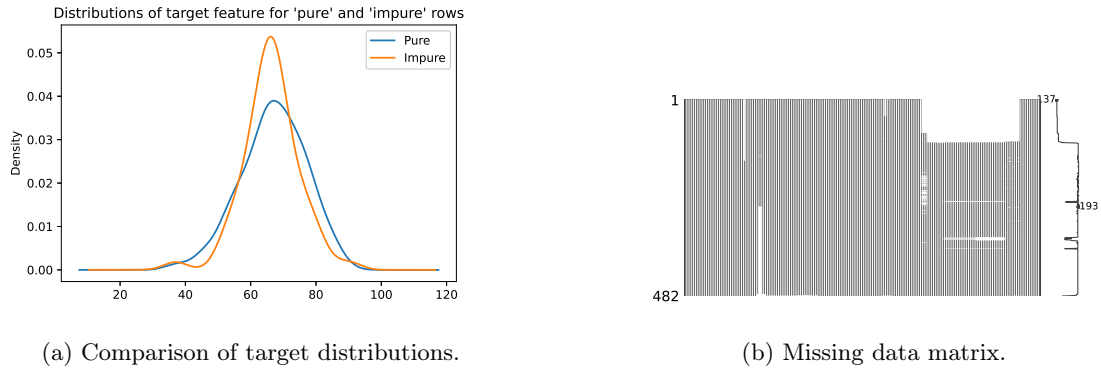 Distributions of target feature for 'pure' and 'impure' rows
Pure
Impure
Density
0.05
0.04
0.03
0.02
0.01
0.00
20 40 60 80 100 120
(a) Comparison of target distributions.
1
137
193
482
(b) Missing data matrix.